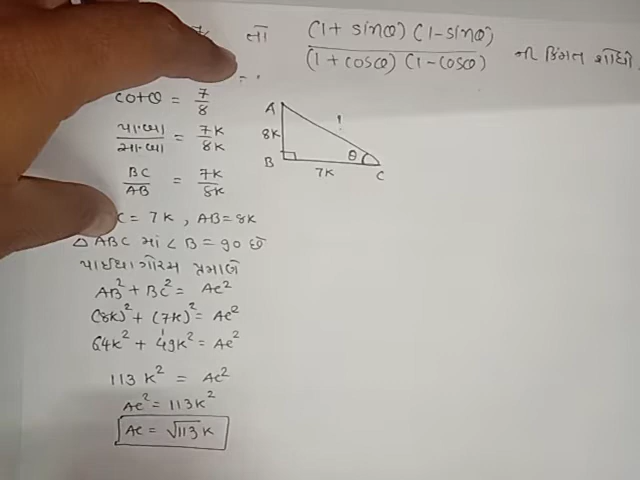 તો (1 + sinθ) (1 - sinθ) / (1 + cosθ) (1 - cosθ) ની કિંમત શોધો.
cotθ = 7/8
પા.બા / સા.બા = 7K / 8K
BC / AB = 7K / 8K
C = 7K, AB = 8K
△ ABC માં ∠B = 90 છે
પાઈથાગોરસ પ્રમાણે
AB² + BC² = AC²
(8K)² + (7K)² = AC²
64K² + 49K² = AC²
113 K² = AC²
AC² = 113K²
AC = √113 K
A
8K
B
7K
θ
C